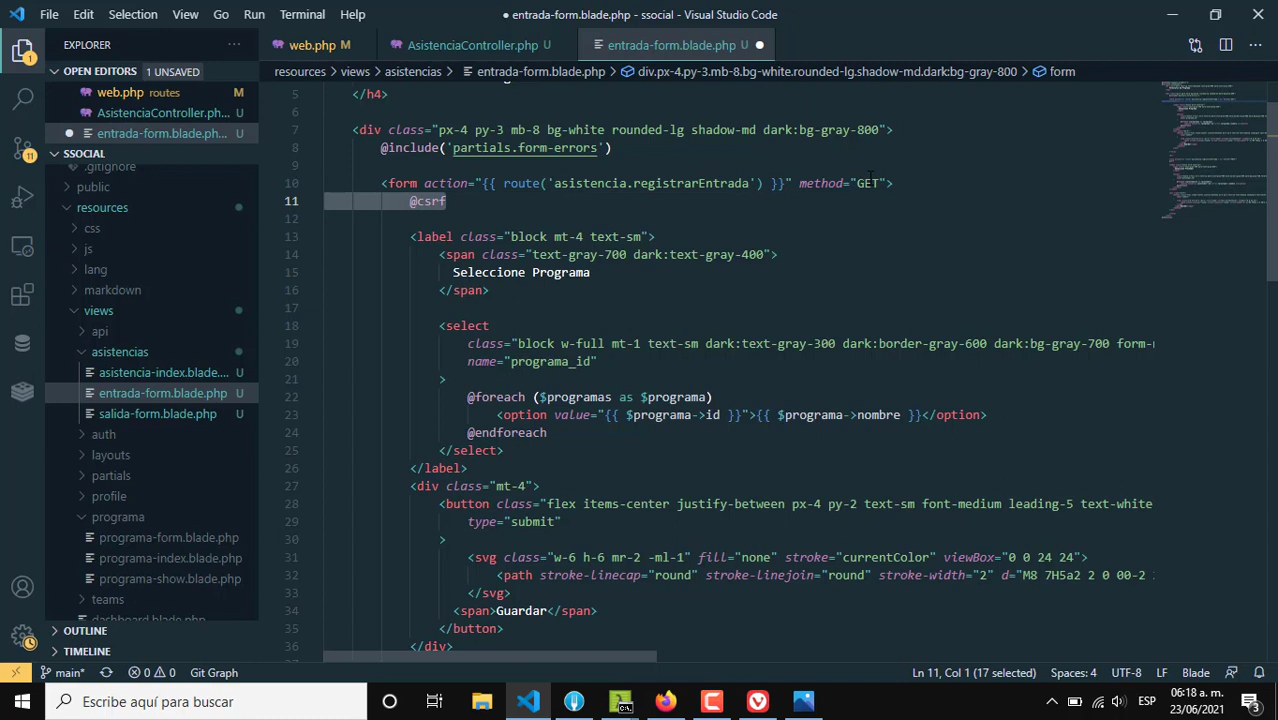 File Edit Selection View Go Run Terminal Help
● entrada-form.blade.php - ssocial - Visual Studio Code
EXPLORER
web.php M
AsistenciaController.php U
entrada-form.blade.php U ●
OPEN EDITORS 1 UNSAVED
resources > views > asistencias > entrada-form.blade.php > div.px-4.py-3.mb-8.bg-white.rounded-lg.shadow-md.dark:bg-gray-800 > form
web.php routes M
AsistenciaController.ph... U
● entrada-form.blade.ph... U
SSOCIAL
.gitignore
public
resources
css
js
lang
markdown
views
api
asistencias
asistencia-index.blade.... U
entrada-form.blade.php U
salida-form.blade.php U
auth
layouts
partials
profile
programa
programa-form.blade.php
programa-index.blade.php
programa-show.blade.php
teams
dashboard.blade.php
OUTLINE
TIMELINE
5 </h4>
6
7 <div class="px-4 py-3 mb-8 bg-white rounded-lg shadow-md dark:bg-gray-800">
8 @include('partials.form-errors')
9
10 <form action="{{ route('asistencia.registrarEntrada') }}" method="GET">
11 @csrf
12
13 <label class="block mt-4 text-sm">
14 <span class="text-gray-700 dark:text-gray-400">
15 Seleccione Programa
16 </span>
17
18 <select
19 class="block w-full mt-1 text-sm dark:text-gray-300 dark:border-gray-600 dark:bg-gray-700 form-
20 name="programa_id"
21 >
22 @foreach ($programas as $programa)
23 <option value="{{ $programa->id }}">{{ $programa->nombre }}</option>
24 @endforeach
25 </select>
26 </label>
27 <div class="mt-4">
28 <button class="flex items-center justify-between px-4 py-2 text-sm font-medium leading-5 text-white
29 type="submit"
30 >
31 <svg class="w-6 h-6 mr-2 -ml-1" fill="none" stroke="currentColor" viewBox="0 0 24 24">
32 <path stroke-linecap="round" stroke-linejoin="round" stroke-width="2" d="M8 7H5a2 2 0 00-2 2
33 </svg>
34 <span>Guardar</span>
35 </button>
36 </div>
main* 0 0 Git Graph
Ln 11, Col 1 (17 selected) Spaces: 4 UTF-8 LF Blade
Escribe aquí para buscar
06:18 a. m.
23/06/2021